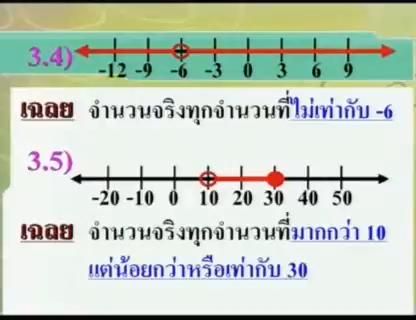 3.4)
-12 -9 -6 -3 0 3 6 9
เฉลย จำนวนจริงทุกจำนวนที่ไม่เท่ากับ -6
3.5)
-20 -10 0 10 20 30 40 50
เฉลย จำนวนจริงทุกจำนวนที่มากกว่า 10
แต่น้อยกว่าหรือเท่ากับ 30